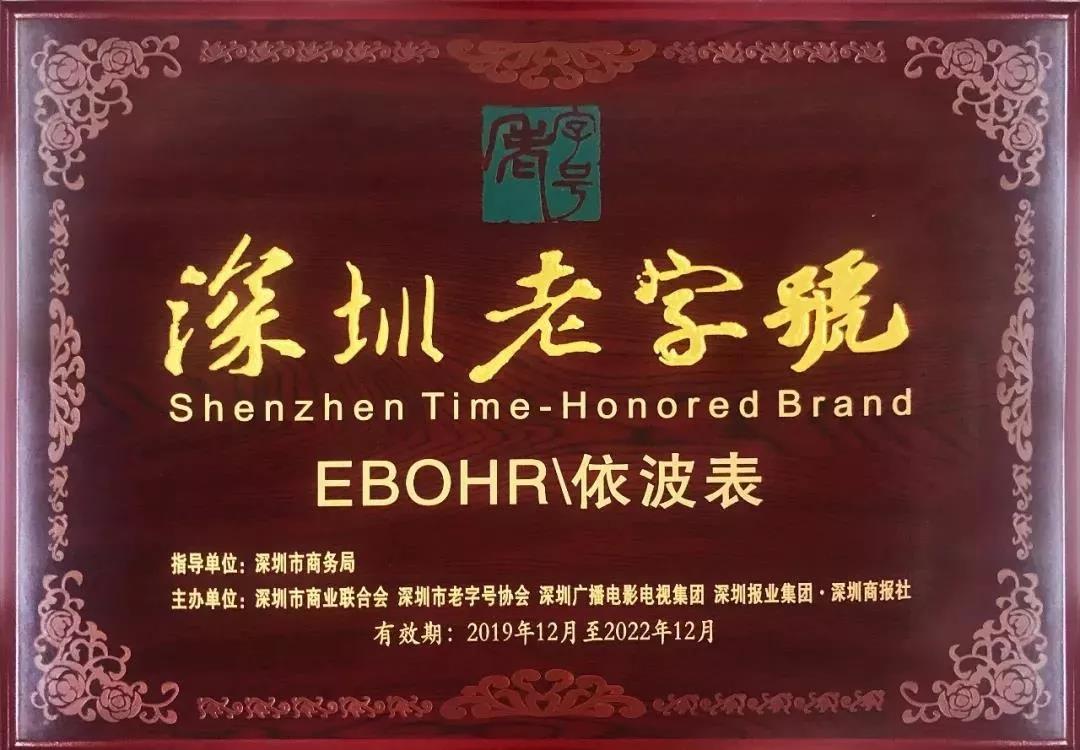 老字号
深圳老字號
Shenzhen Time-Honored Brand
EBOHR\依波表
指导单位：深圳市商务局
主办单位：深圳市商业联合会 深圳市老字号协会 深圳广播电影电视集团 深圳报业集团·深圳商报社
有效期：2019年12月至2022年12月